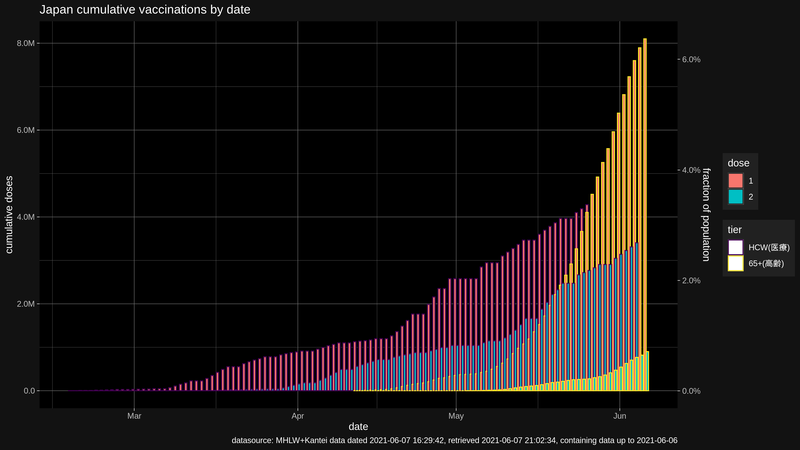 Japan cumulative vaccinations by date
8.0M
6.0M
4.0M
2.0M
0.0
cumulative doses
6.0%
4.0%
2.0%
0.0%
fraction of population
Mar
Apr
May
Jun
date
dose
1
2
tier
HCW(医療)
65+(高齢)
datasource: MHLW+Kantei data dated 2021-06-07 16:29:42, retrieved 2021-06-07 21:02:34, containing data up to 2021-06-06